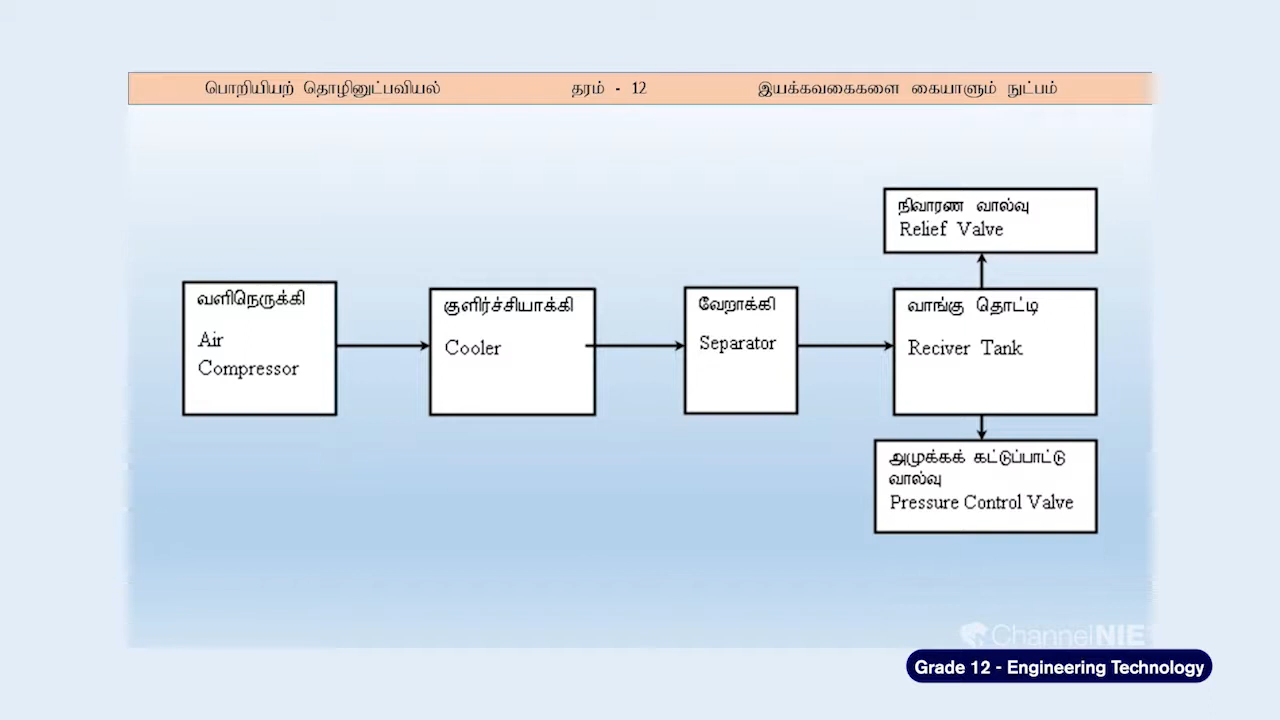 பொறியியற் தொழினுட்பவியல் தரம் - 12 இயக்கவகைகளை கையாளும் நுட்பம்
நிவாரண வால்வு
Relief Valve
வளிநெருக்கி
Air
Compressor
குளிர்ச்சியாக்கி
Cooler
வேறாக்கி
Separator
வாங்கு தொட்டி
Reciver Tank
அமுக்கக் கட்டுப்பாட்டு
வால்வு
Pressure Control Valve
ChannelNIE
Grade 12 - Engineering Technology